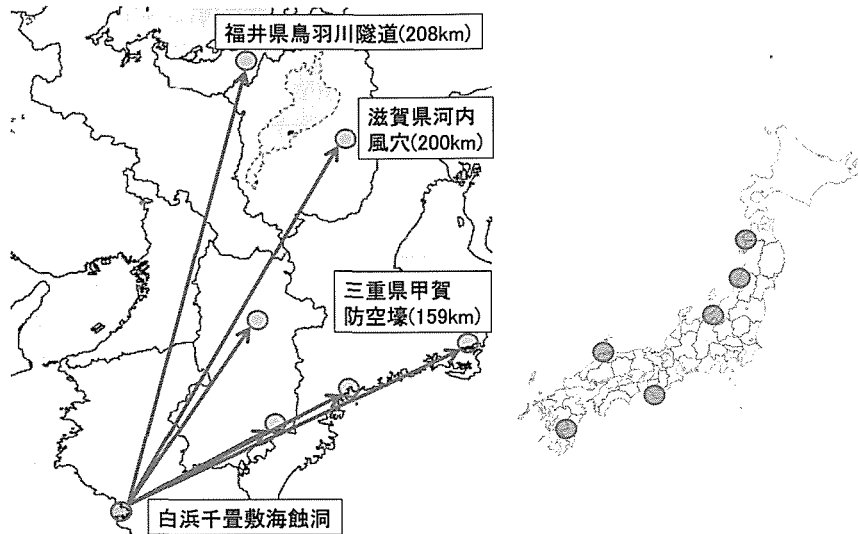 福井県鳥羽川隧道(208km)
滋賀県河内
風穴(200km)
三重県甲賀
防空壕(159km)
白浜千畳敷海蝕洞